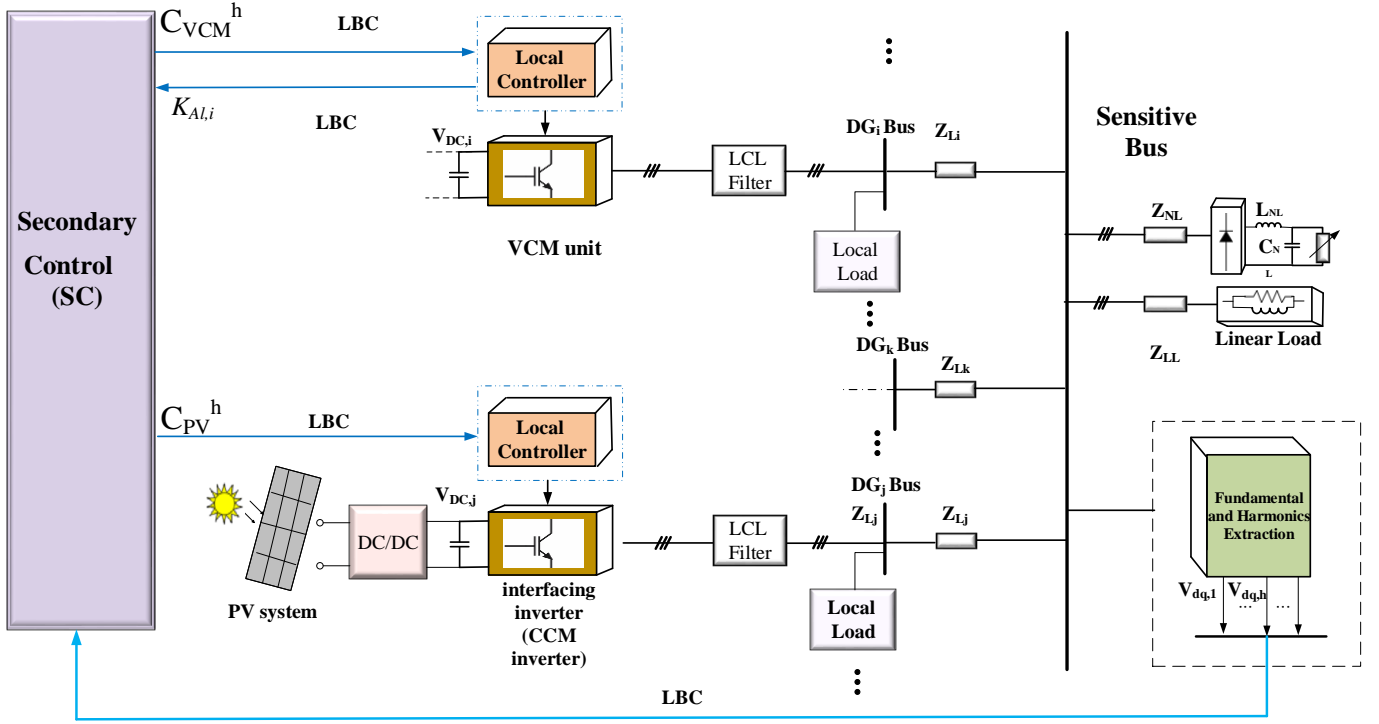 C_VCM^h
LBC
K_Al,i
LBC
Secondary
Control
(SC)
Local
Controller
V_DC,i
VCM unit
LCL
Filter
DG_i Bus
Z_Li
Local
Load
Sensitive
Bus
Z_NL
L_NL
C_N
L
Linear Load
Z_LL
DG_k Bus
Z_Lk
C_PV^h
LBC
Local
Controller
V_DC,j
DC/DC
PV system
interfacing
inverter
(CCM
inverter)
LCL
Filter
DG_j Bus
Z_Lj
Z_Lj
Local
Load
Fundamental
and Harmonics
Extraction
V_dq,1
V_dq,h
... ...
LBC